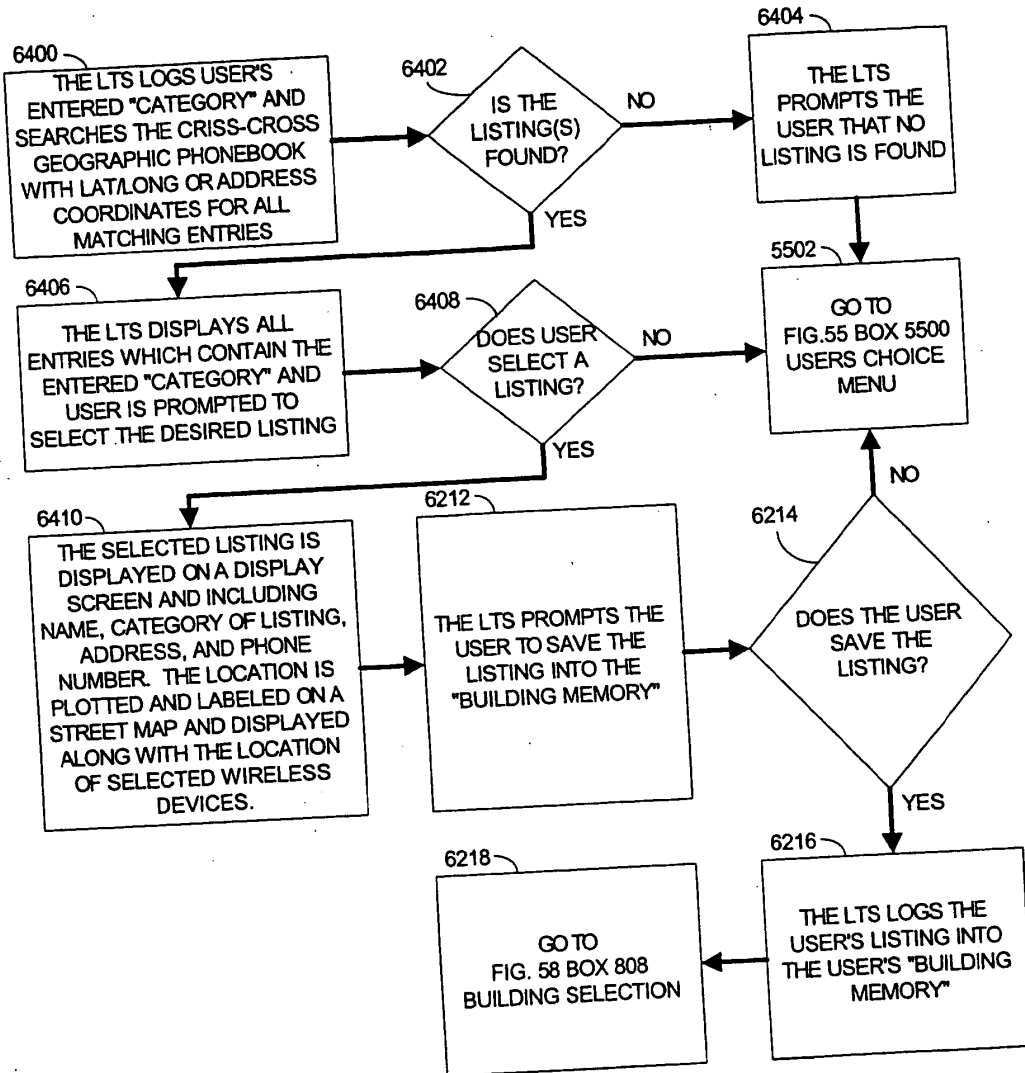 6400
THE LTS LOGS USER'S
ENTERED "CATEGORY" AND
SEARCHES THE CRISS-CROSS
GEOGRAPHIC PHONEBOOK
WITH LAT/LONG OR ADDRESS
COORDINATES FOR ALL
MATCHING ENTRIES
6402
IS THE
LISTING(S)
FOUND?
NO
YES
6404
THE LTS
PROMPTS THE
USER THAT NO
LISTING IS FOUND
6406
THE LTS DISPLAYS ALL
ENTRIES WHICH CONTAIN THE
ENTERED "CATEGORY" AND
USER IS PROMPTED TO
SELECT THE DESIRED LISTING
6408
DOES USER
SELECT A
LISTING?
NO
YES
5502
GO TO
FIG.55 BOX 5500
USERS CHOICE
MENU
6410
THE SELECTED LISTING IS
DISPLAYED ON A DISPLAY
SCREEN AND INCLUDING
NAME, CATEGORY OF LISTING,
ADDRESS, AND PHONE
NUMBER. THE LOCATION IS
PLOTTED AND LABELED ON A
STREET MAP AND DISPLAYED
ALONG WITH THE LOCATION
OF SELECTED WIRELESS
DEVICES.
6212
THE LTS PROMPTS THE
USER TO SAVE THE
LISTING INTO THE
"BUILDING MEMORY"
6214
DOES THE USER
SAVE THE
LISTING?
NO
YES
6216
THE LTS LOGS THE
USER'S LISTING INTO
THE USER'S "BUILDING
MEMORY"
6218
GO TO
FIG. 58 BOX 808
BUILDING SELECTION